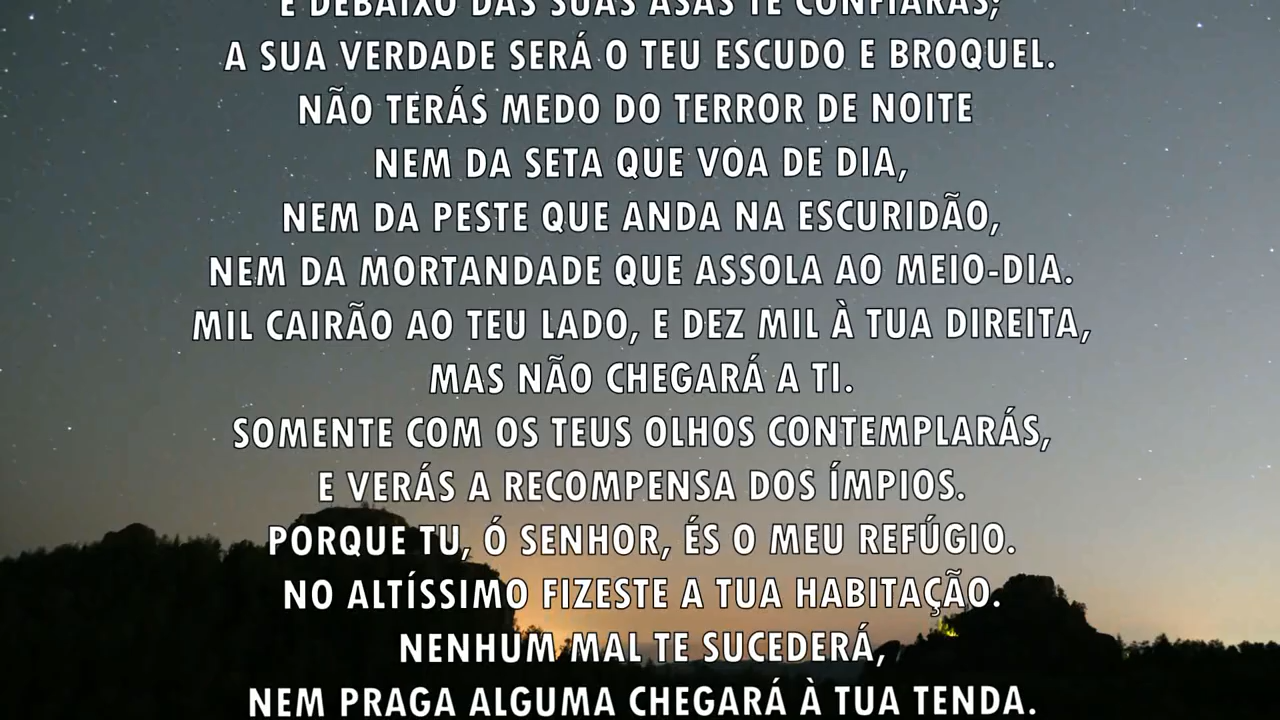 E DEBAIXO DAS SUAS ASAS TE CONFIARÁS;
A SUA VERDADE SERÁ O TEU ESCUDO E BROQUEL.
NÃO TERÁS MEDO DO TERROR DE NOITE
NEM DA SETA QUE VOA DE DIA,
NEM DA PESTE QUE ANDA NA ESCURIDÃO,
NEM DA MORTANDADE QUE ASSOLA AO MEIO-DIA.
MIL CAIRÃO AO TEU LADO, E DEZ MIL À TUA DIREITA,
MAS NÃO CHEGARÁ A TI.
SOMENTE COM OS TEUS OLHOS CONTEMPLARÁS,
E VERÁS A RECOMPENSA DOS ÍMPIOS.
PORQUE TU, Ó SENHOR, ÉS O MEU REFÚGIO.
NO ALTÍSSIMO FIZESTE A TUA HABITAÇÃO.
NENHUM MAL TE SUCEDERÁ,
NEM PRAGA ALGUMA CHEGARÁ À TUA TENDA.